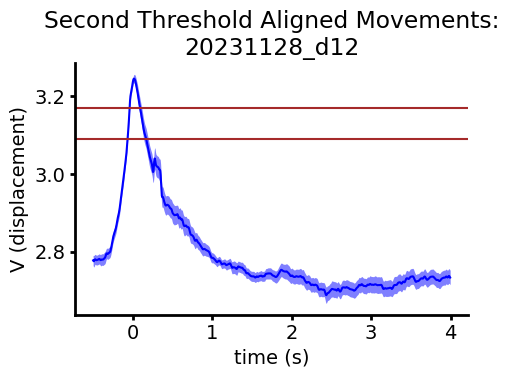 Second Threshold Aligned Movements:
20231128_d12
V (displacement)
3.2
3.0
2.8
0 1 2 3 4
time (s)